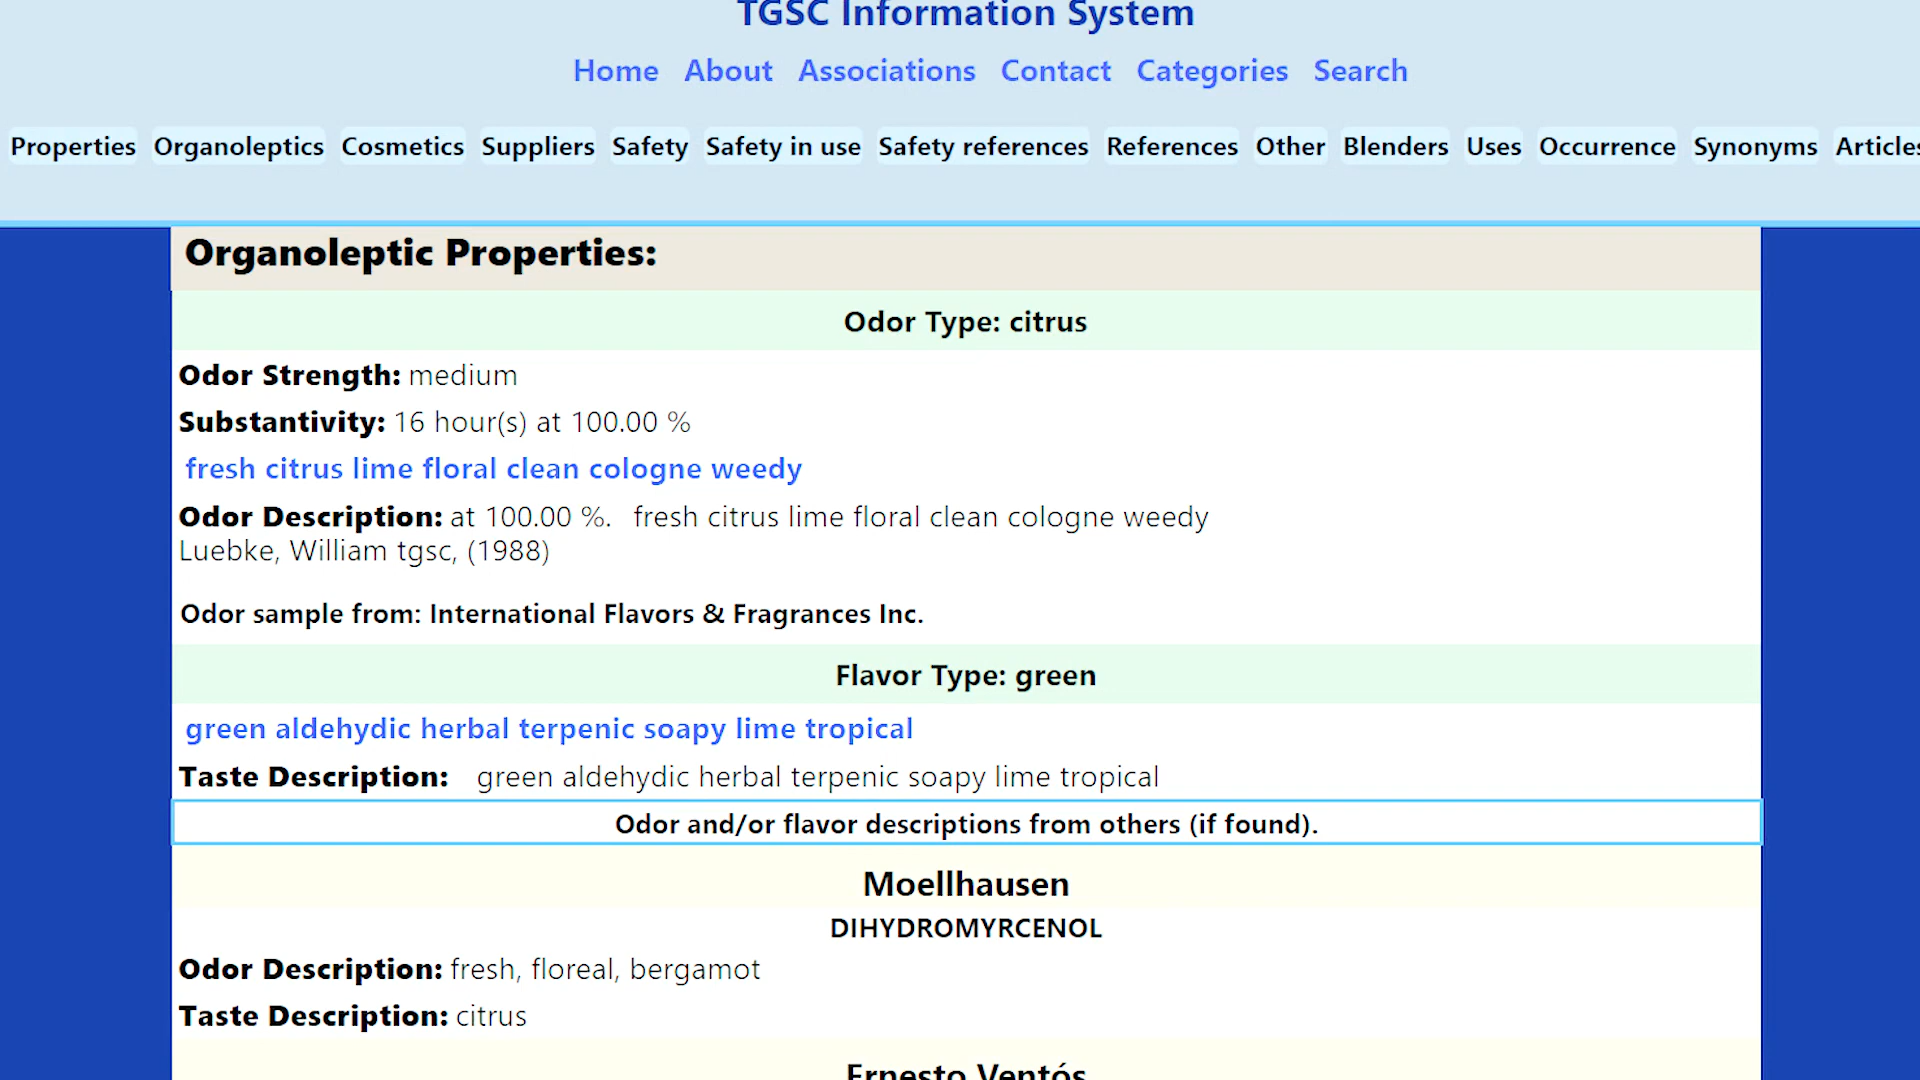 TGSC Information System
Home About Associations Contact Categories Search
Properties Organoleptics Cosmetics Suppliers Safety Safety in use Safety references References Other Blenders Uses Occurrence Synonyms Articles
Organoleptic Properties:
Odor Type: citrus
Odor Strength: medium
Substantivity: 16 hour(s) at 100.00 %
fresh citrus lime floral clean cologne weedy
Odor Description: at 100.00 %. fresh citrus lime floral clean cologne weedy
Luebke, William tgsc, (1988)
Odor sample from: International Flavors & Fragrances Inc.
Flavor Type: green
green aldehydic herbal terpenic soapy lime tropical
Taste Description: green aldehydic herbal terpenic soapy lime tropical
Odor and/or flavor descriptions from others (if found).
Moellhausen
DIHYDROMYRCENOL
Odor Description: fresh, floreal, bergamot
Taste Description: citrus
Ernesto Ventós